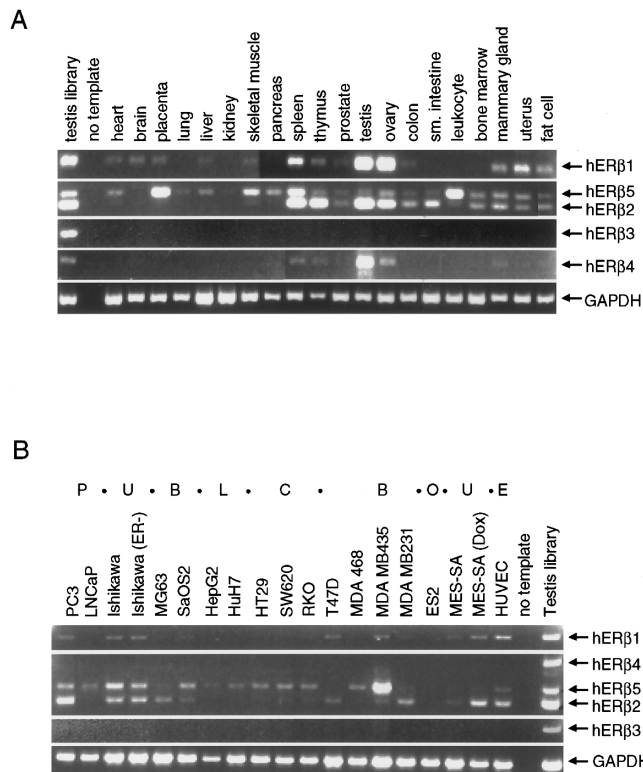 A
testis library
no template
heart
brain
placenta
lung
liver
kidney
skeletal muscle
pancreas
spleen
thymus
prostate
testis
ovary
colon
sm. intestine
leukocyte
bone marrow
mammary gland
uterus
fat cell
hERβ1
hERβ5
hERβ2
hERβ3
hERβ4
GAPDH
B
P • U • B • L • C • B • O • U • E
PC3
LNCaP
Ishikawa
Ishikawa (ER-)
MG63
SaOS2
HepG2
HuH7
HT29
SW620
RKO
T47D
MDA 468
MDA MB435
MDA MB231
ES2
MES-SA
MES-SA (Dox)
HUVEC
no template
Testis library
hERβ1
hERβ4
hERβ5
hERβ2
hERβ3
GAPDH